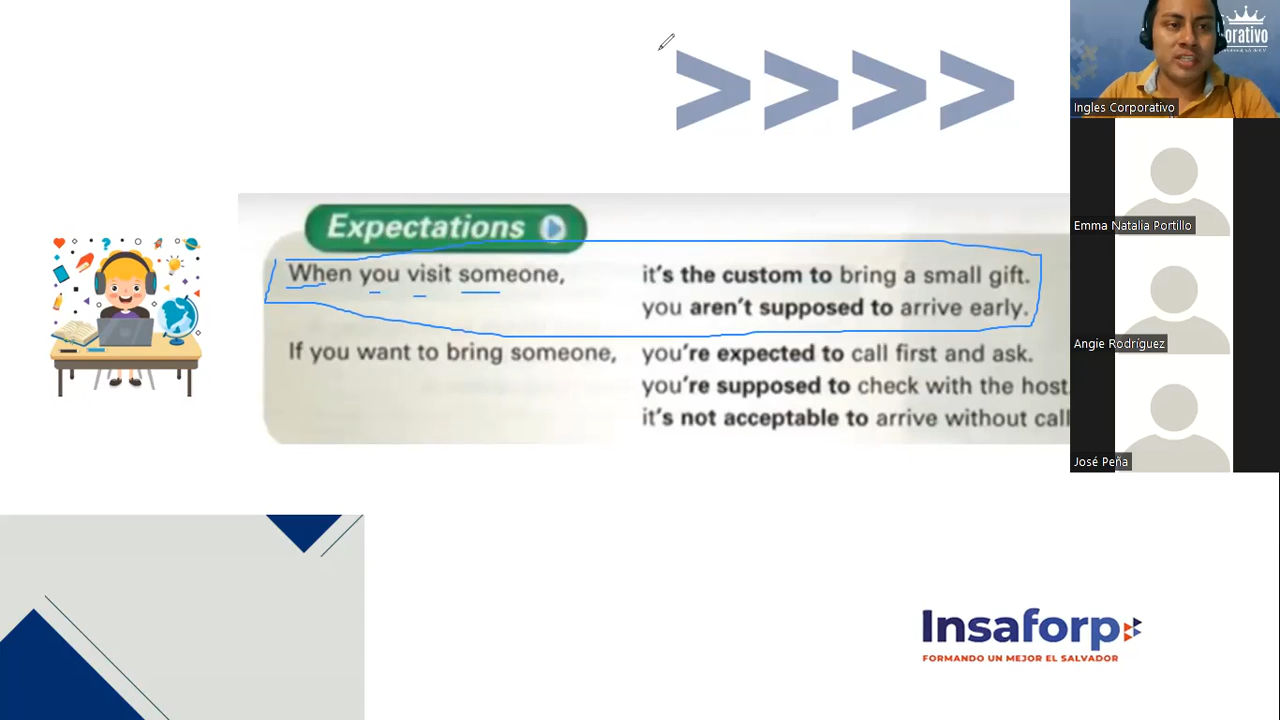 >>>>
orativo
Ingles Corporativo
Emma Natalia Portillo
Angie Rodríguez
José Peña
Expectations
When you visit someone, it's the custom to bring a small gift.
you aren't supposed to arrive early.
If you want to bring someone, you're expected to call first and ask.
you're supposed to check with the host.
it's not acceptable to arrive without call
Insaforp
FORMANDO UN MEJOR EL SALVADOR